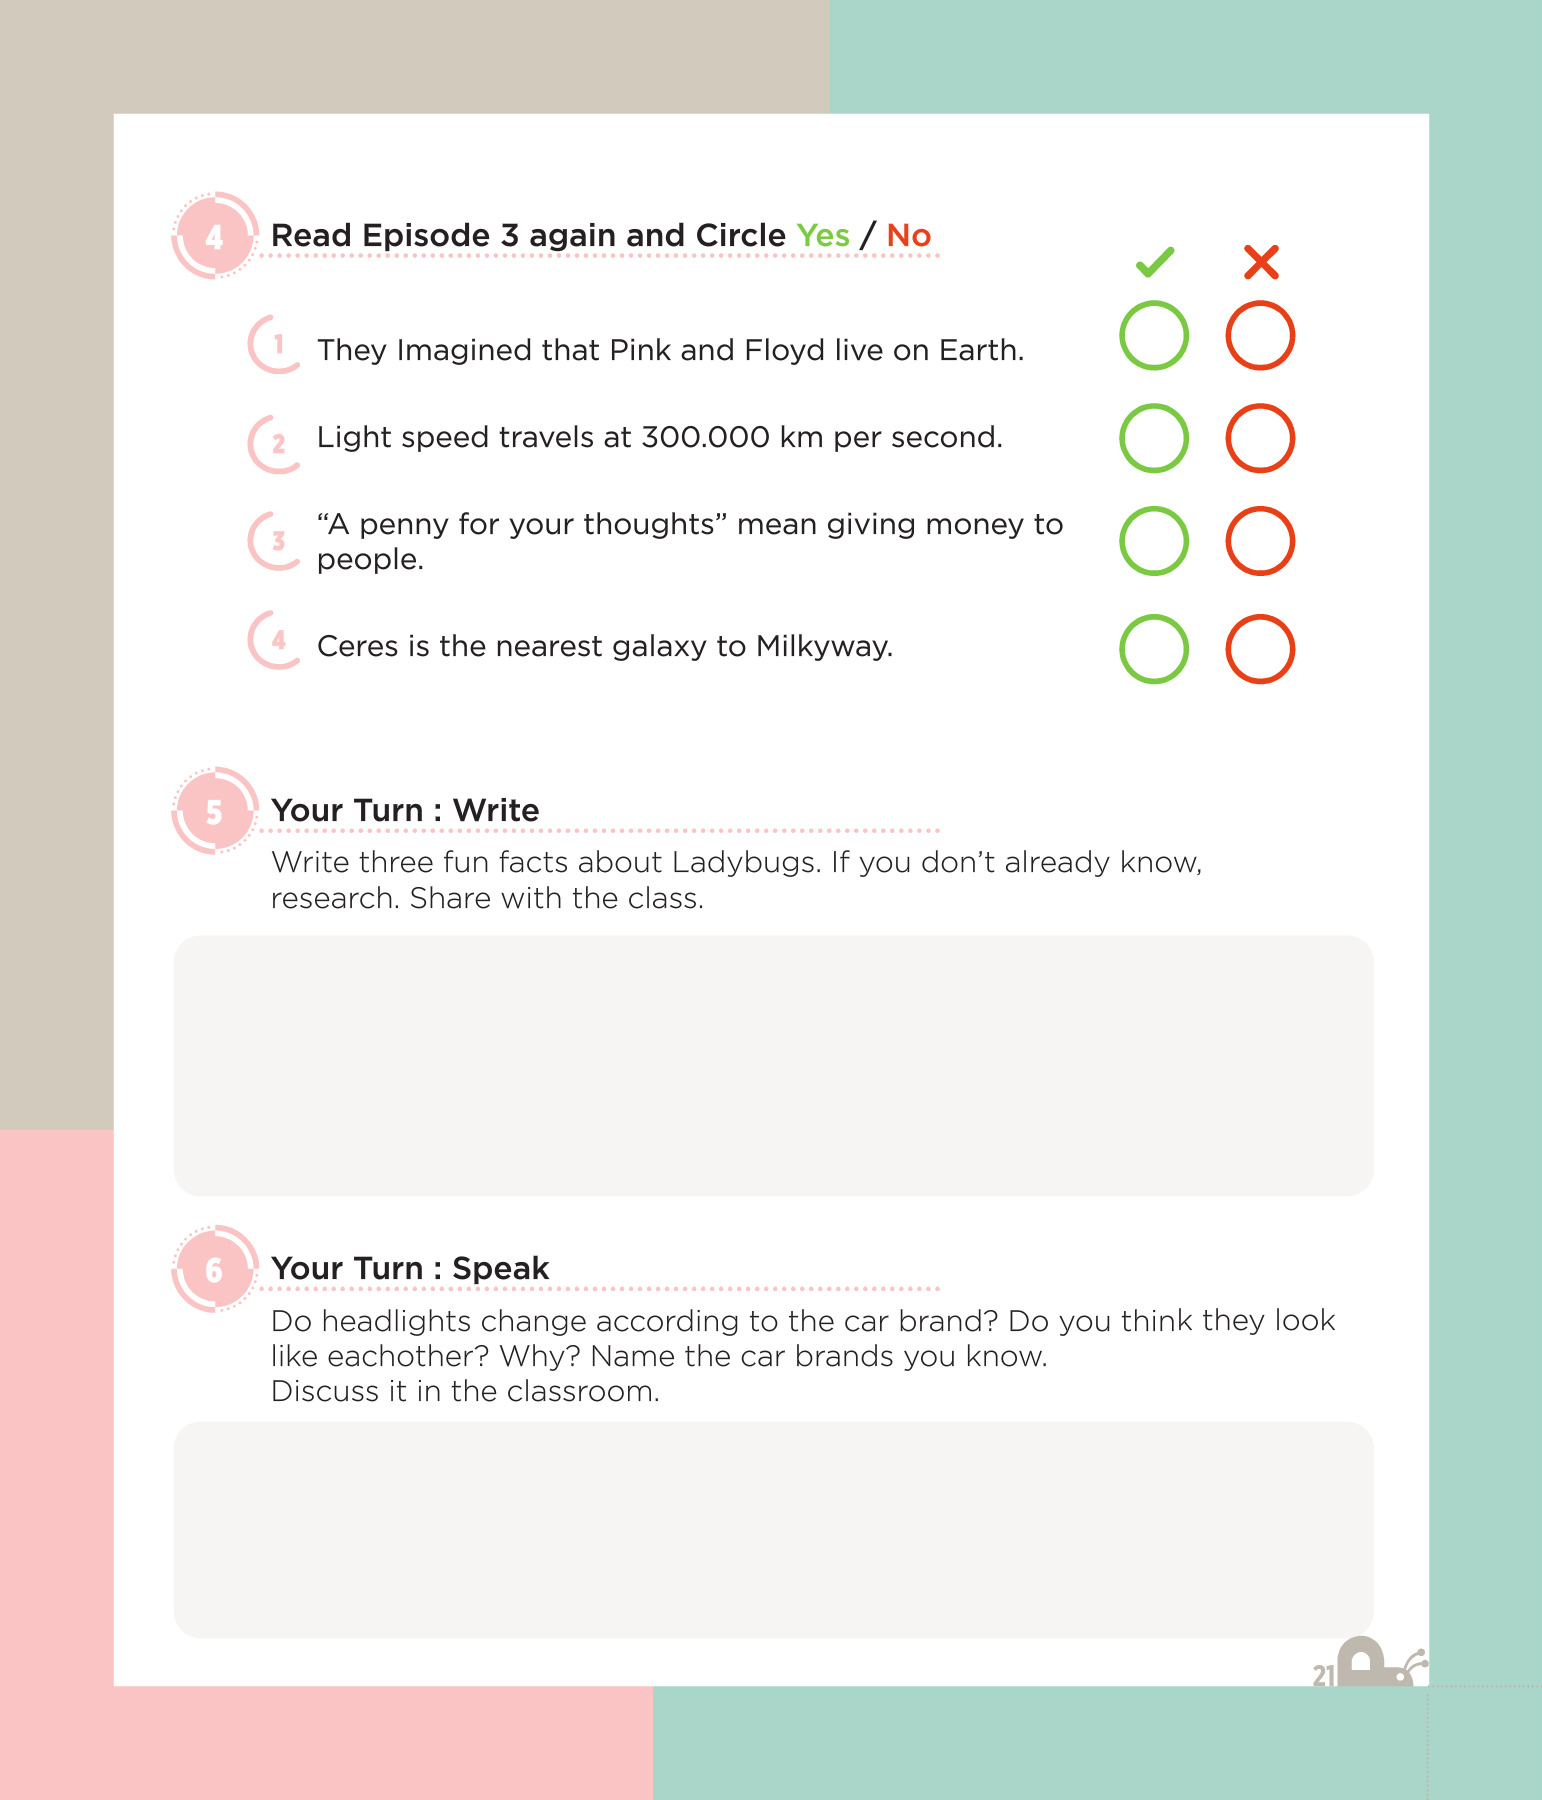 4
Read Episode 3 again and Circle Yes / No
1
They Imagined that Pink and Floyd live on Earth.
2
Light speed travels at 300.000 km per second.
3
“A penny for your thoughts” mean giving money to
people.
4
Ceres is the nearest galaxy to Milkyway.
5
Your Turn : Write
Write three fun facts about Ladybugs. If you don’t already know,
research. Share with the class.
6
Your Turn : Speak
Do headlights change according to the car brand? Do you think they look
like eachother? Why? Name the car brands you know.
Discuss it in the classroom.
21